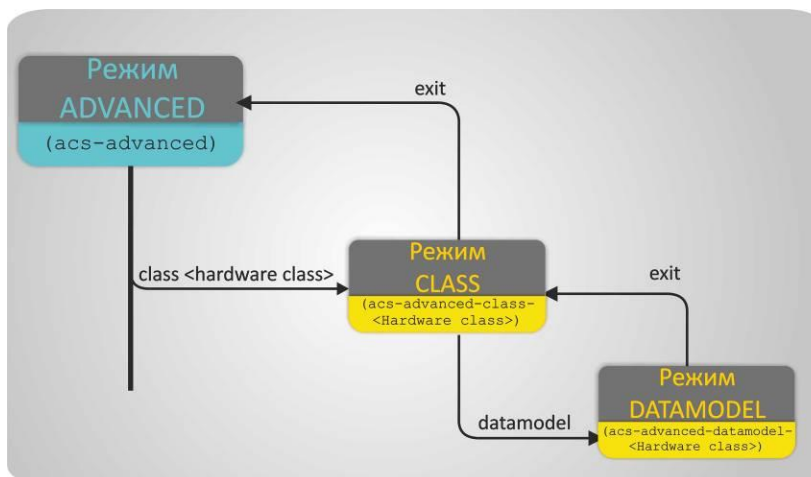 Режим
ADVANCED
(acs-advanced)
exit
class <hardware class>
Режим
CLASS
(acs-advanced-class-
<Hardware class>)
exit
datamodel
Режим
DATAMODEL
(acs-advanced-datamodel-
<Hardware class>)